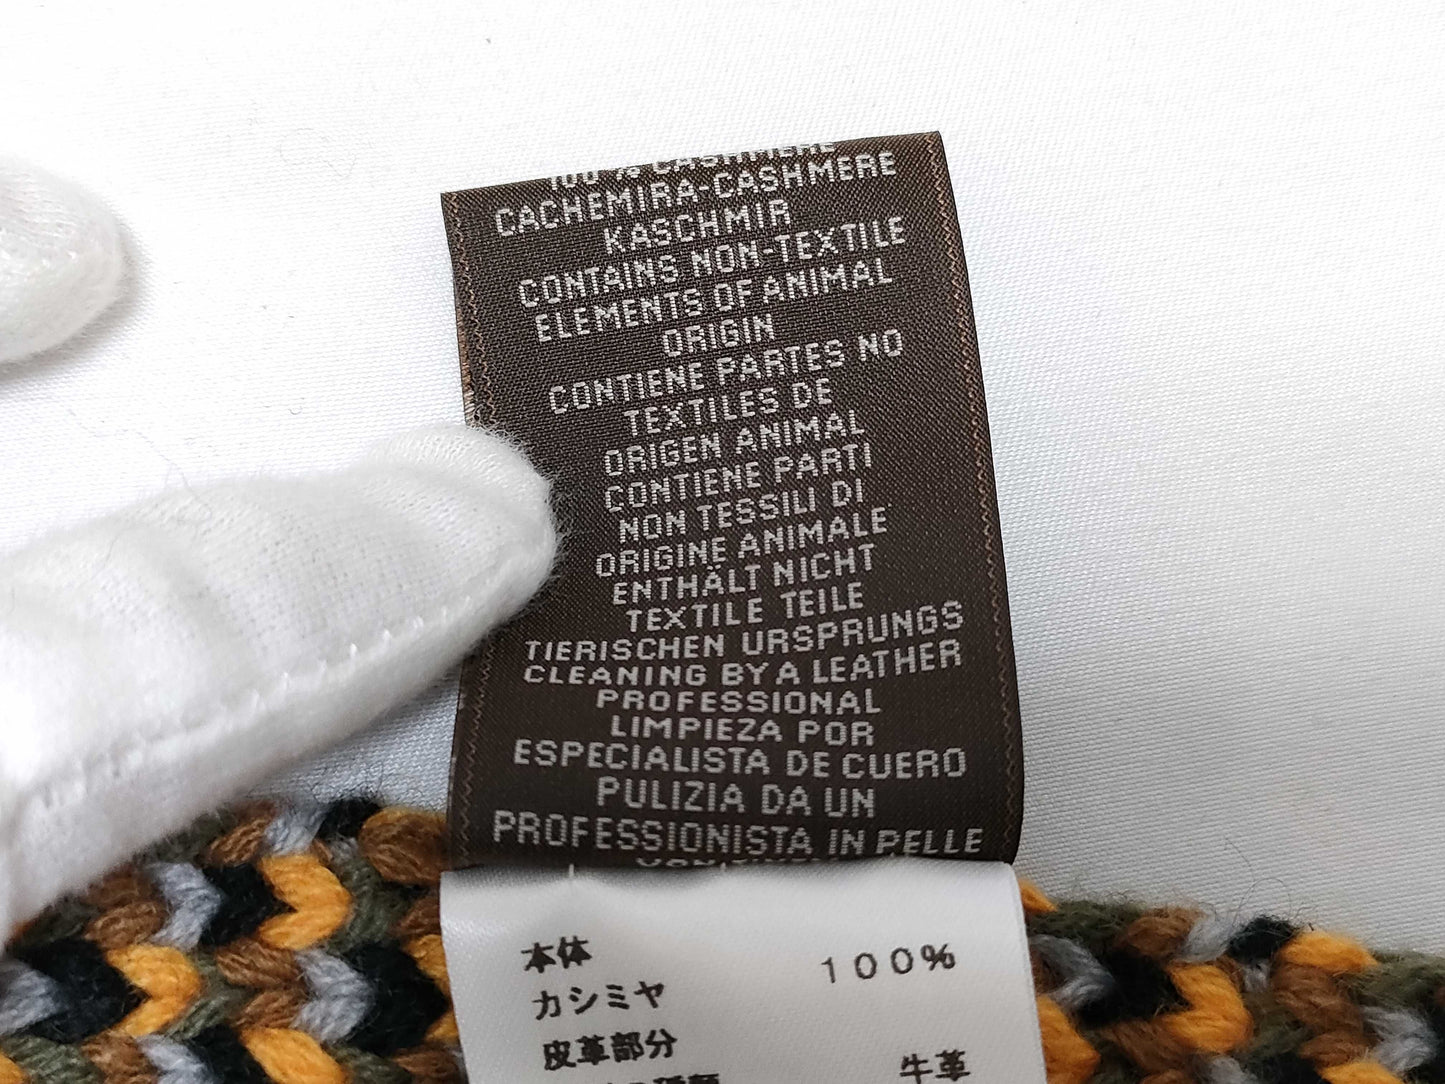 100% CASHMERE
CACHEMIRA-CASHMERE
KASCHMIR
CONTAINS NON-TEXTILE
ELEMENTS OF ANIMAL
ORIGIN
CONTIENE PARTES NO
TEXTILES DE
ORIGEN ANIMAL
CONTIENE PARTI
NON TESSILI DI
ORIGINE ANIMALE
ENTHÄLT NICHT
TEXTILE TEILE
TIERISCHEN URSPRUNGS
CLEANING BY A LEATHER
PROFESSIONAL
LIMPIEZA POR
ESPECIALISTA DE CUERO
PULIZIA DA UN
PROFESSIONISTA IN PELLE
本体
カシミヤ 100%
皮革部分
牛革